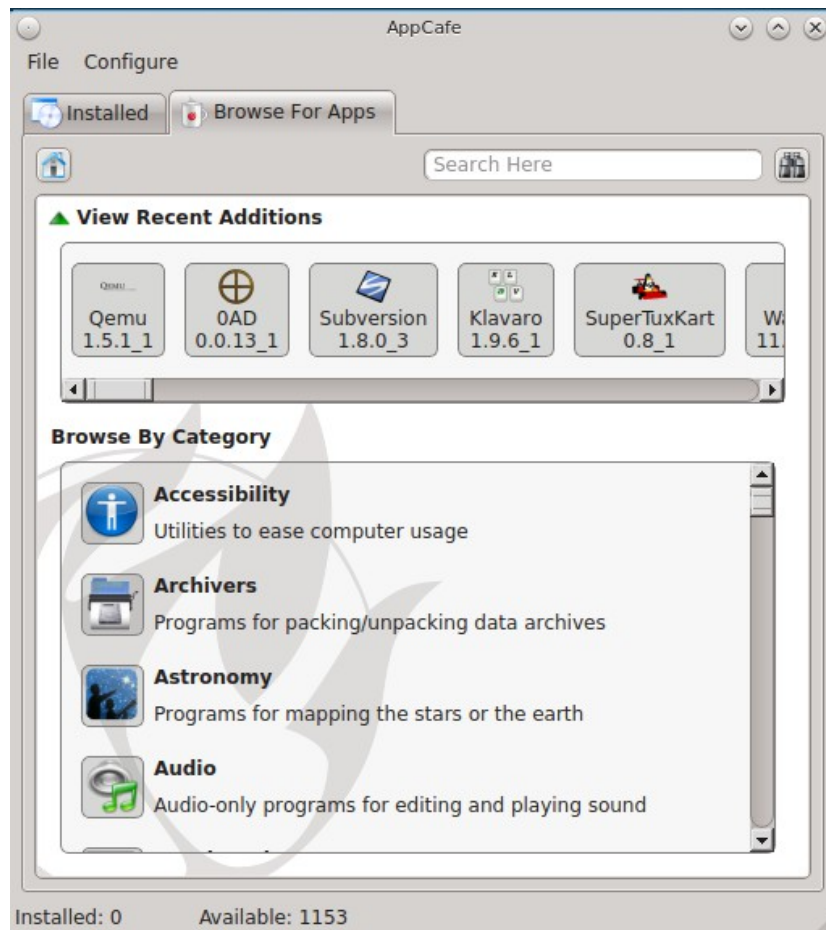 AppCafe
File Configure
Installed Browse For Apps
Search Here
View Recent Additions
QEMU
Qemu 0AD Subversion Klavaro SuperTuxKart
1.5.1_1 0.0.13_1 1.8.0_3 1.9.6_1 0.8_1 11.
Browse By Category
Accessibility
Utilities to ease computer usage
Archivers
Programs for packing/unpacking data archives
Astronomy
Programs for mapping the stars or the earth
Audio
Audio-only programs for editing and playing sound
Installed: 0 Available: 1153